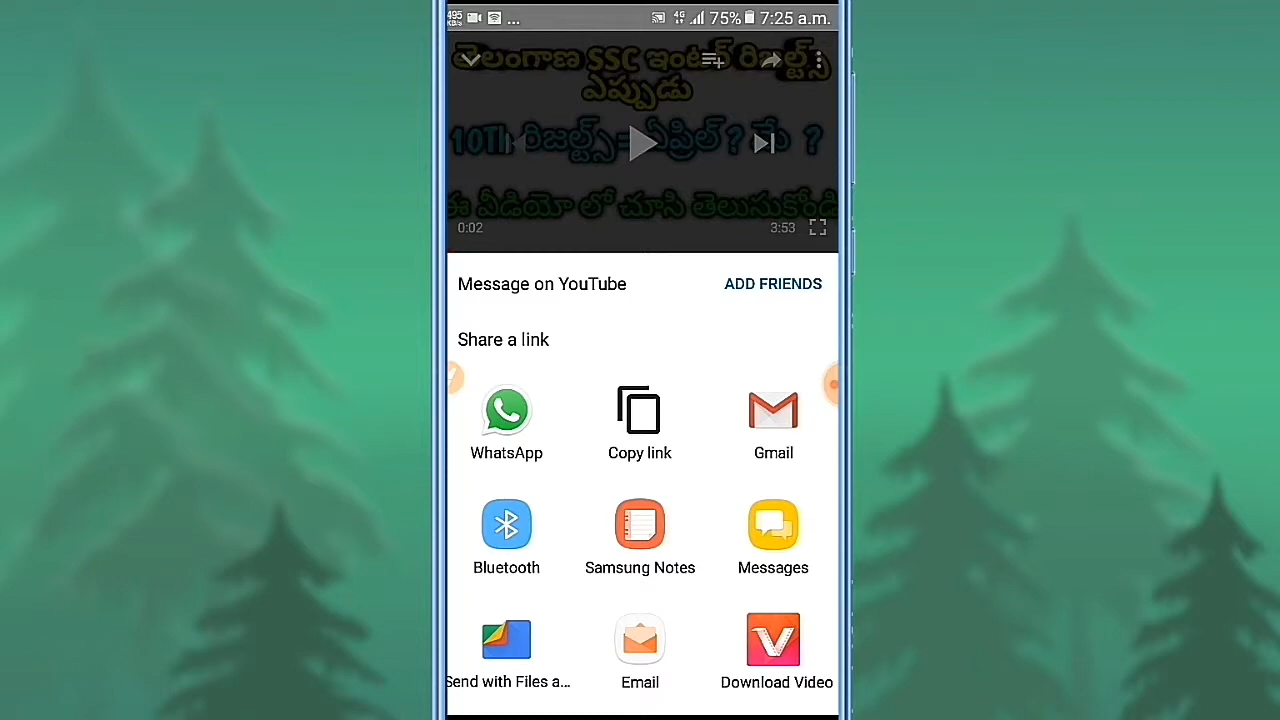 495 KB/s ... 4G 75% 7:25 a.m.
తెలంగాణ SSC ఇంటర్ రిజల్ట్స్
ఎప్పుడు
10Th రిజల్ట్స్= ఏప్రిల్ ? మే ?
ఈ వీడియో లో చూసి తెలుసుకోండి
0:02 3:53
Message on YouTube ADD FRIENDS
Share a link
WhatsApp Copy link Gmail
Bluetooth Samsung Notes Messages
Send with Files a... Email Download Video